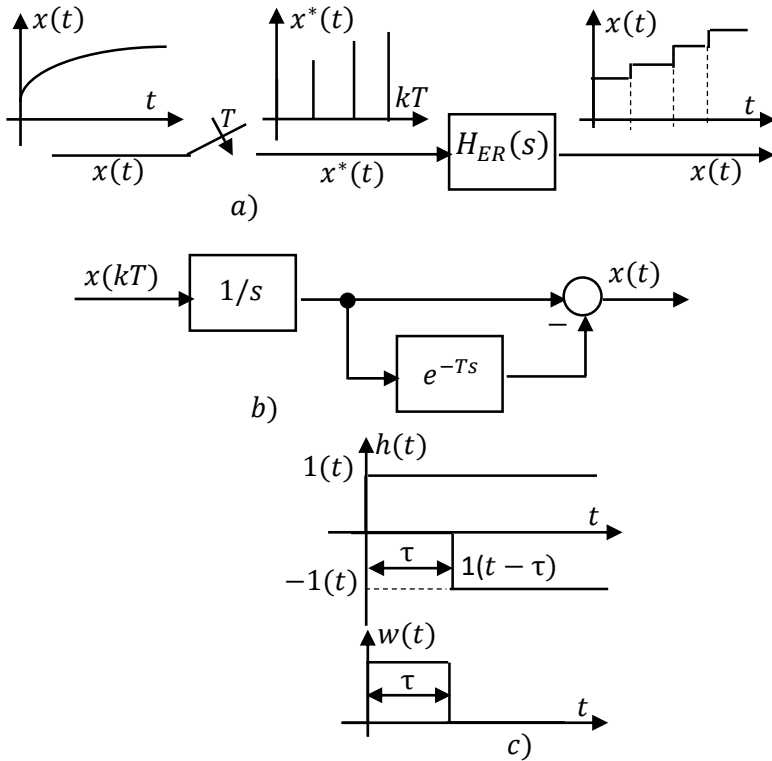 x(t)
t
T
x(t)
x*(t)
kT
x*(t)
H_ER(s)
x(t)
t
x(t)
a)
x(kT)
1/s
x(t)
−
e^{−Ts}
b)
h(t)
1(t)
t
τ
1(t − τ)
−1(t)
w(t)
τ
t
c)